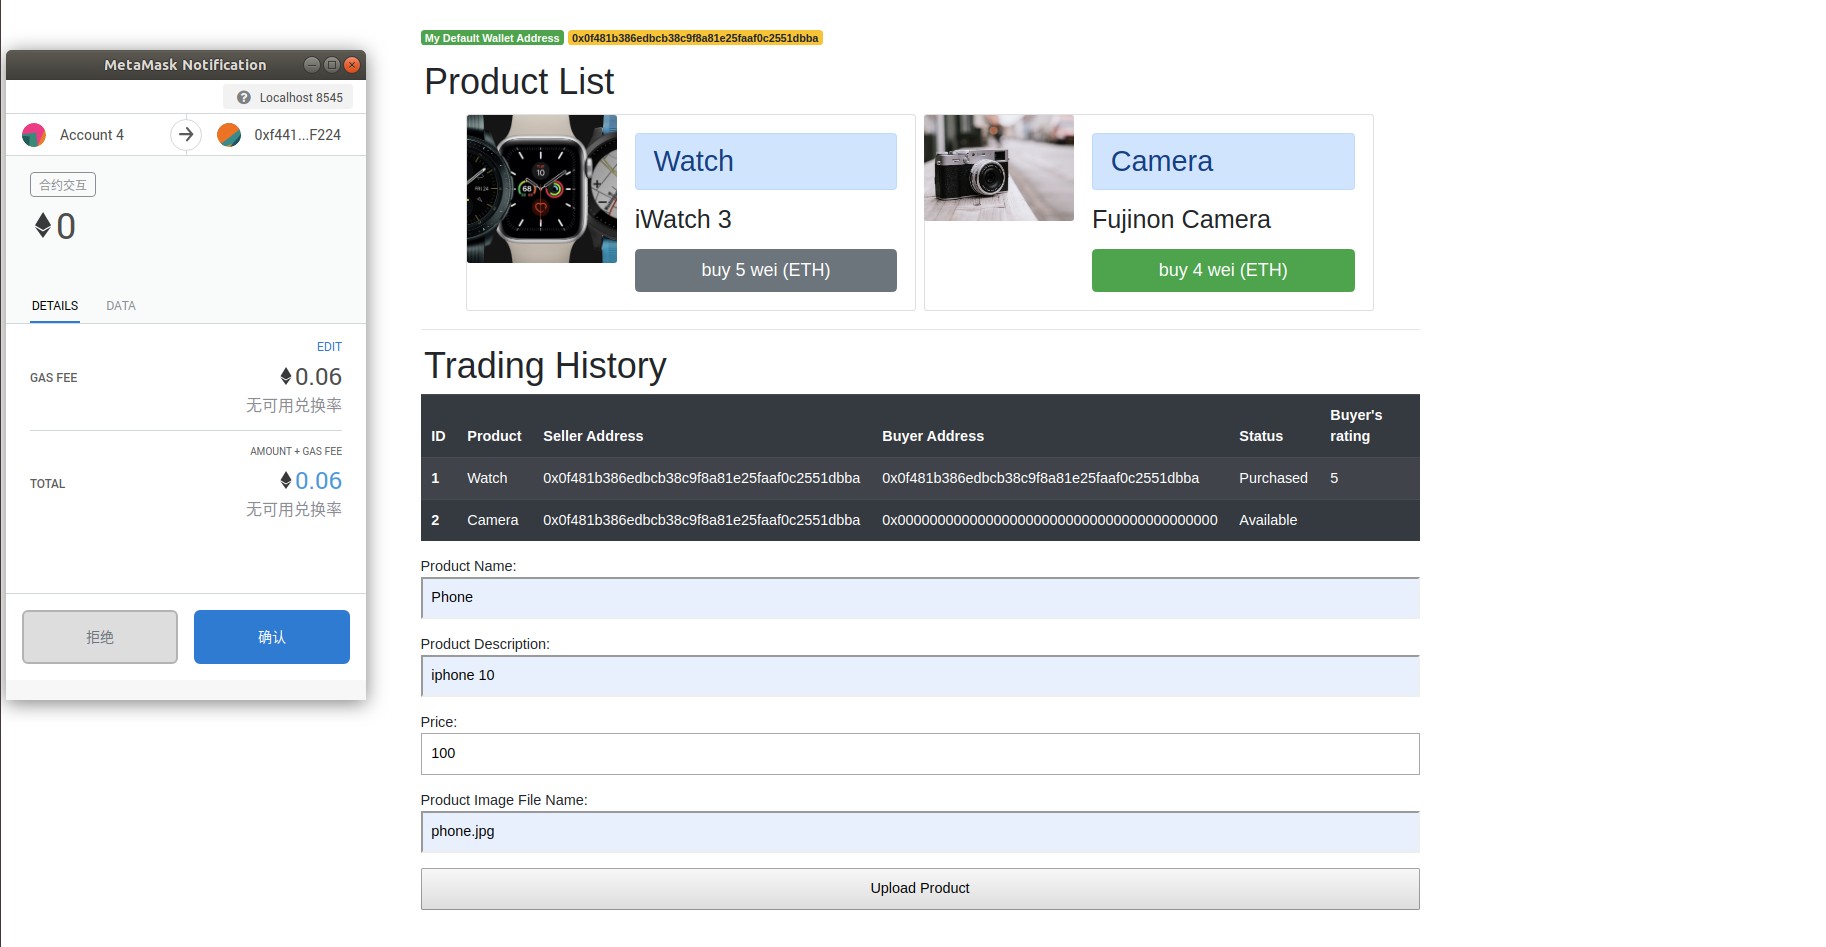 MetaMask Notification
Localhost 8545
Account 4
0xf441...F224
合约交互
0
DETAILS DATA
EDIT
GAS FEE 0.06
无可用兑换率
AMOUNT + GAS FEE
TOTAL 0.06
无可用兑换率
拒绝 确认
My Default Wallet Address 0x0f481b386edbcb38c9f8a81e25faaf0c2551dbba
Product List
Watch
iWatch 3
buy 5 wei (ETH)
Camera
Fujinon Camera
buy 4 wei (ETH)
Trading History
ID Product Seller Address Buyer Address Status Buyer's rating
1 Watch 0x0f481b386edbcb38c9f8a81e25faaf0c2551dbba 0x0f481b386edbcb38c9f8a81e25faaf0c2551dbba Purchased 5
2 Camera 0x0f481b386edbcb38c9f8a81e25faaf0c2551dbba 0x0000000000000000000000000000000000000000 Available
Product Name:
Phone
Product Description:
iphone 10
Price:
100
Product Image File Name:
phone.jpg
Upload Product